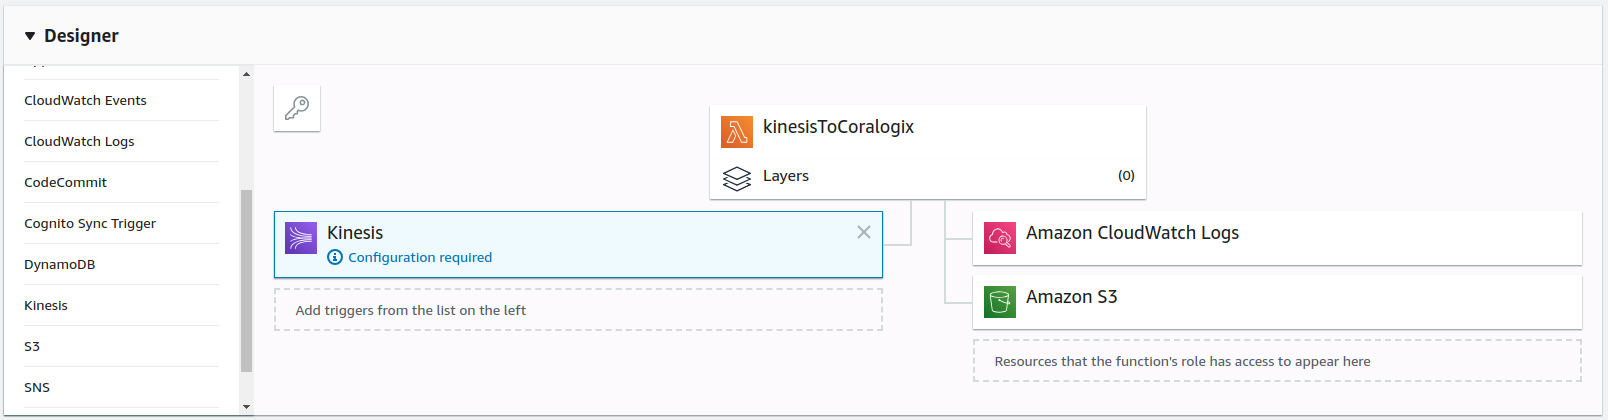 Designer
CloudWatch Events
CloudWatch Logs
CodeCommit
Cognito Sync Trigger
DynamoDB
Kinesis
S3
SNS
kinesisToCoralogix
Layers (0)
Kinesis
Configuration required
Add triggers from the list on the left
Amazon CloudWatch Logs
Amazon S3
Resources that the function's role has access to appear here